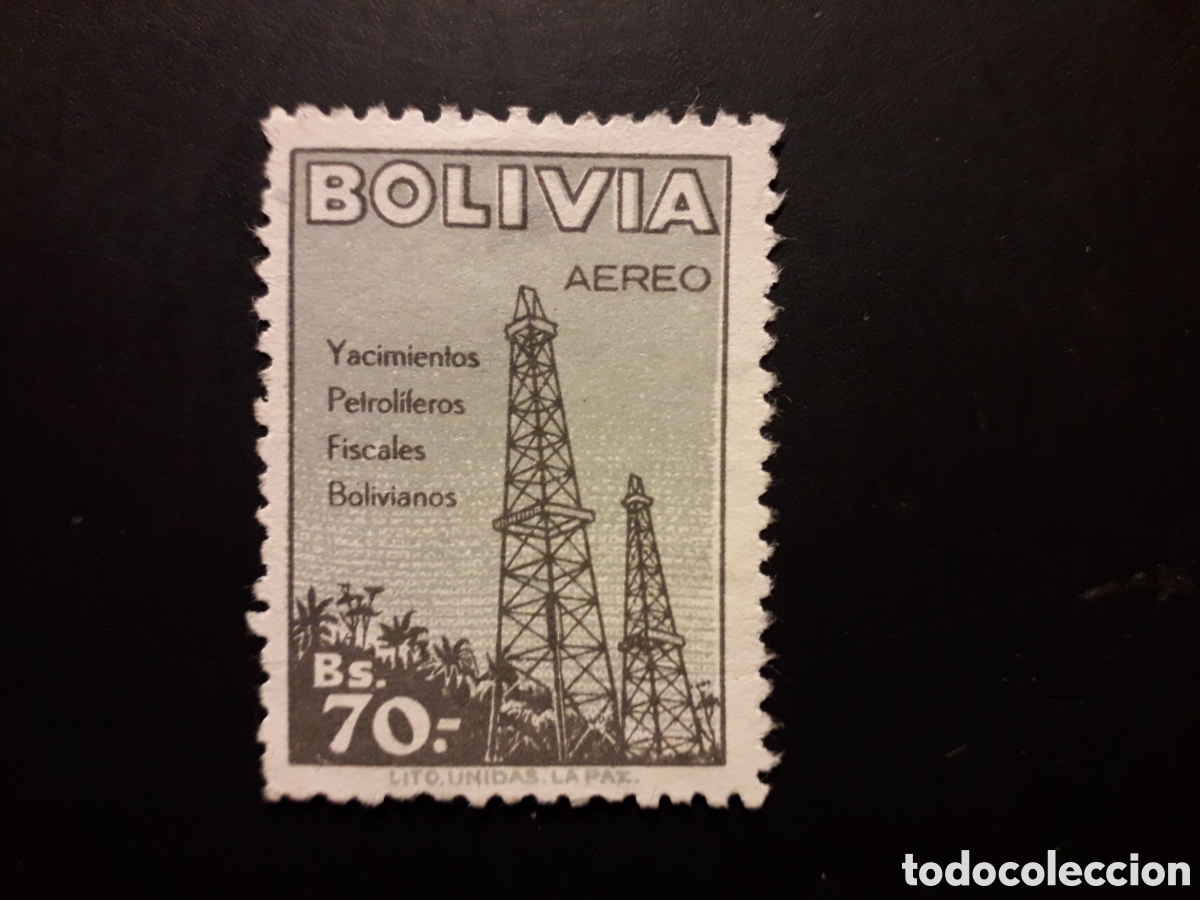 BOLIVIA
AEREO
Yacimientos
Petrolíferos
Fiscales
Bolivianos
Bs.
70.-
LITO. UNIDAS. LA PAZ.
todocoleccion